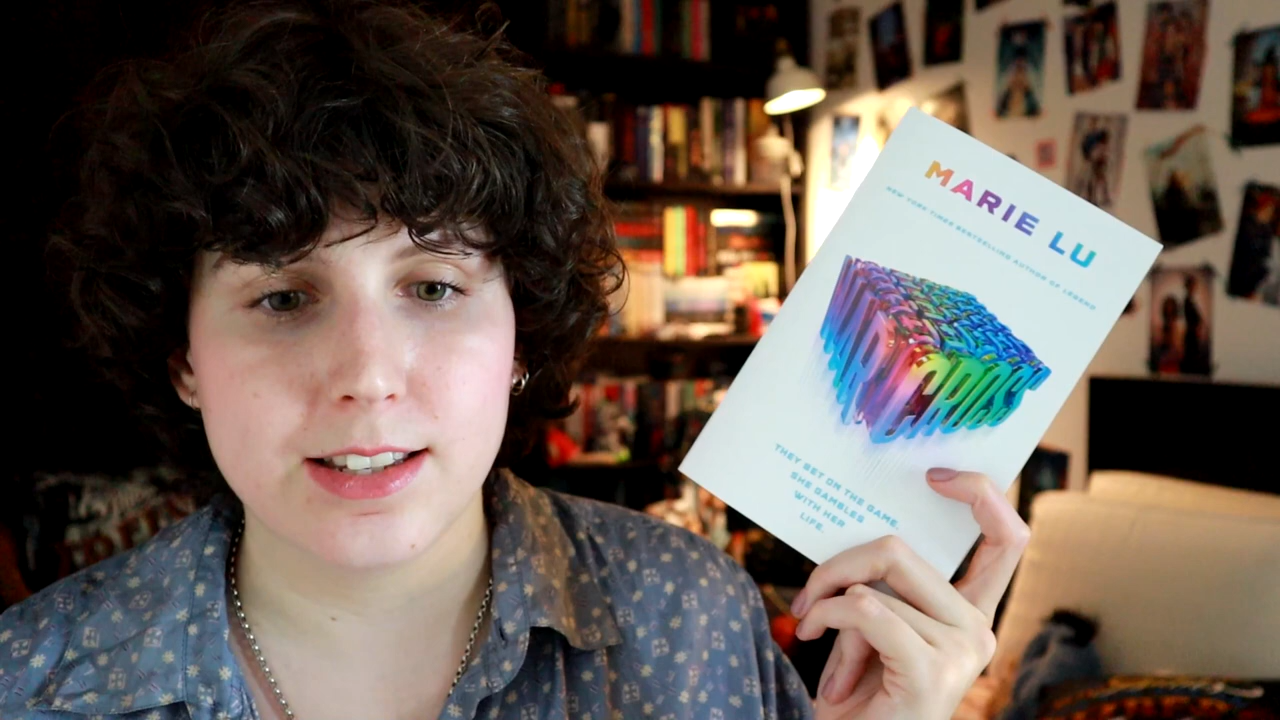 MARIE LU
NEW YORK TIMES BESTSELLING AUTHOR OF LEGEND
CROSS
THEY BET ON THE GAME.
SHE GAMBLES
WITH HER
LIFE.